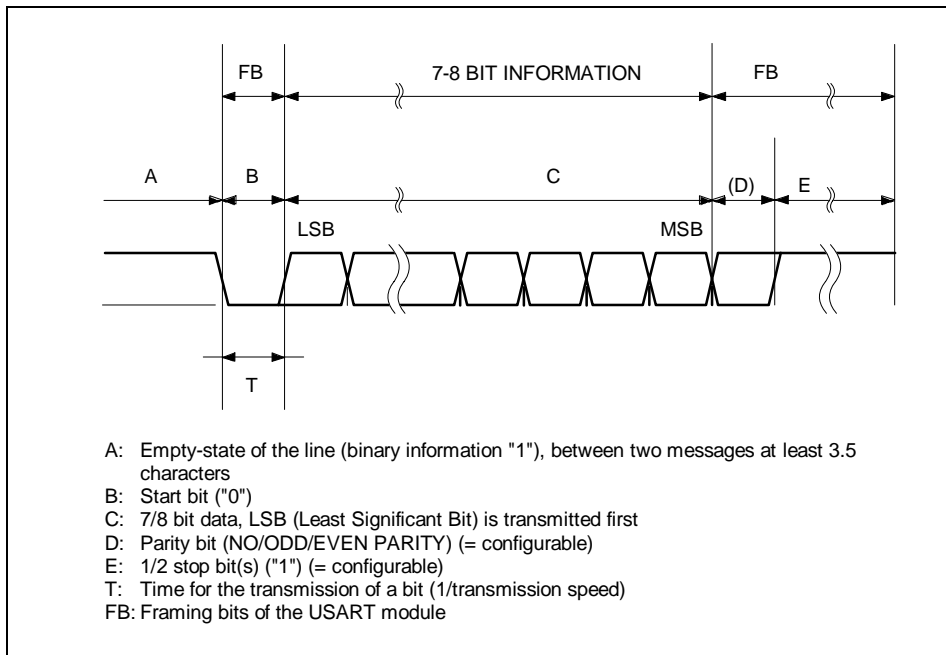 FB 7-8 BIT INFORMATION FB
A B C (D) E
LSB MSB
T
A: Empty-state of the line (binary information "1"), between two messages at least 3.5
characters
B: Start bit ("0")
C: 7/8 bit data, LSB (Least Significant Bit) is transmitted first
D: Parity bit (NO/ODD/EVEN PARITY) (= configurable)
E: 1/2 stop bit(s) ("1") (= configurable)
T: Time for the transmission of a bit (1/transmission speed)
FB: Framing bits of the USART module